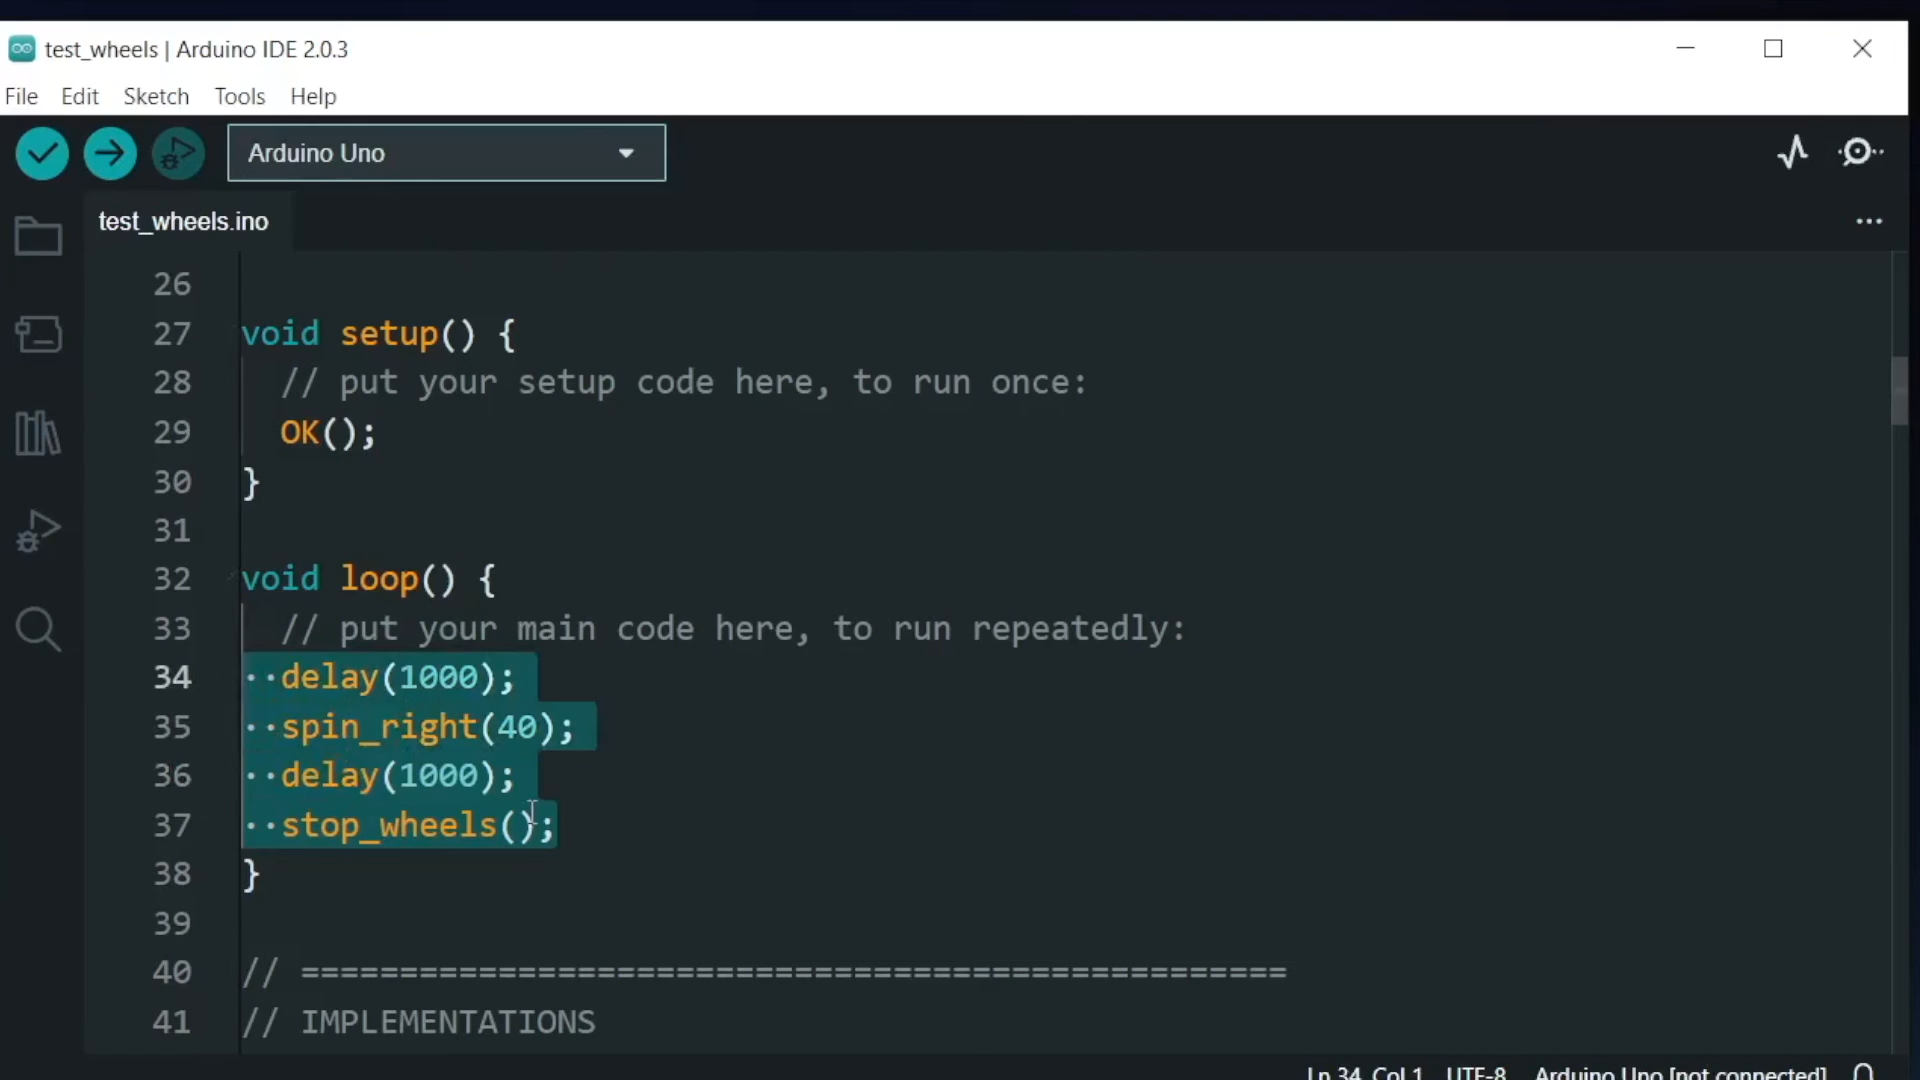 test_wheels | Arduino IDE 2.0.3
File Edit Sketch Tools Help
Arduino Uno
test_wheels.ino
26
27 void setup() {
28 // put your setup code here, to run once:
29 OK();
30 }
31
32 void loop() {
33 // put your main code here, to run repeatedly:
34 delay(1000);
35 spin_right(40);
36 delay(1000);
37 stop_wheels();
38 }
39
40 // ==================================================
41 // IMPLEMENTATIONS
Ln 34, Col 1 UTF-8 Arduino Uno [not connected]